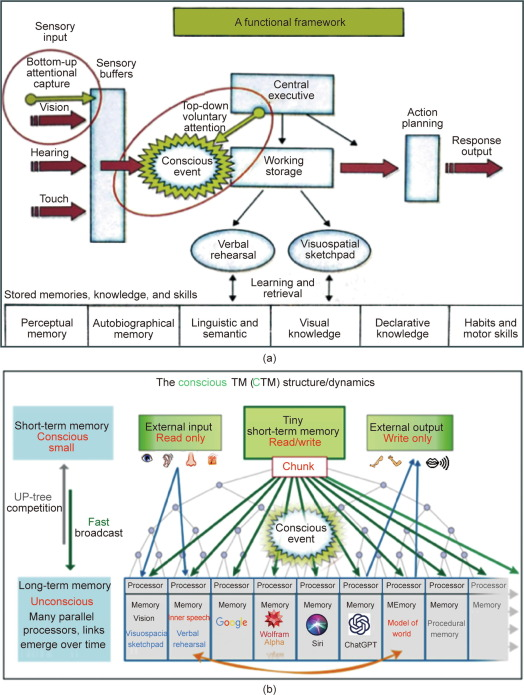 A functional framework
Sensory
input
Bottom-up
attentional
capture
Vision
Hearing
Touch
Sensory
buffers
Top-down
voluntary
attention
Conscious
event
Central
executive
Working
storage
Action
planning
Response
output
Verbal
rehearsal
Visuospatial
sketchpad
Learning and
retrieval
Stored memories, knowledge, and skills
Perceptual
memory
Autobiographical
memory
Linguistic and
semantic
Visual
knowledge
Declarative
knowledge
Habits and
motor skills
(a)
The conscious TM (CTM) structure/dynamics
Short-term memory
Conscious
small
External input
Read only
Tiny
short-term memory
Read/write
External output
Write only
Chunk
UP-tree
competition
Fast
broadcast
Conscious
event
Long-term memory
Unconscious
Many parallel
processors, links
emerge over time
Processor
Memory
Vision
Visuospacia
sketchpad
Processor
Memory
Inner speech
Verbal
rehearsal
Processor
Memory
Google
Processor
Memory
Wolfram
Alpha
Processor
Memory
Siri
Processor
Memory
ChatGPT
Processor
MEmory
Model of
world
Processor
Memory
Procedural
memory
Processor
Memory
(b)